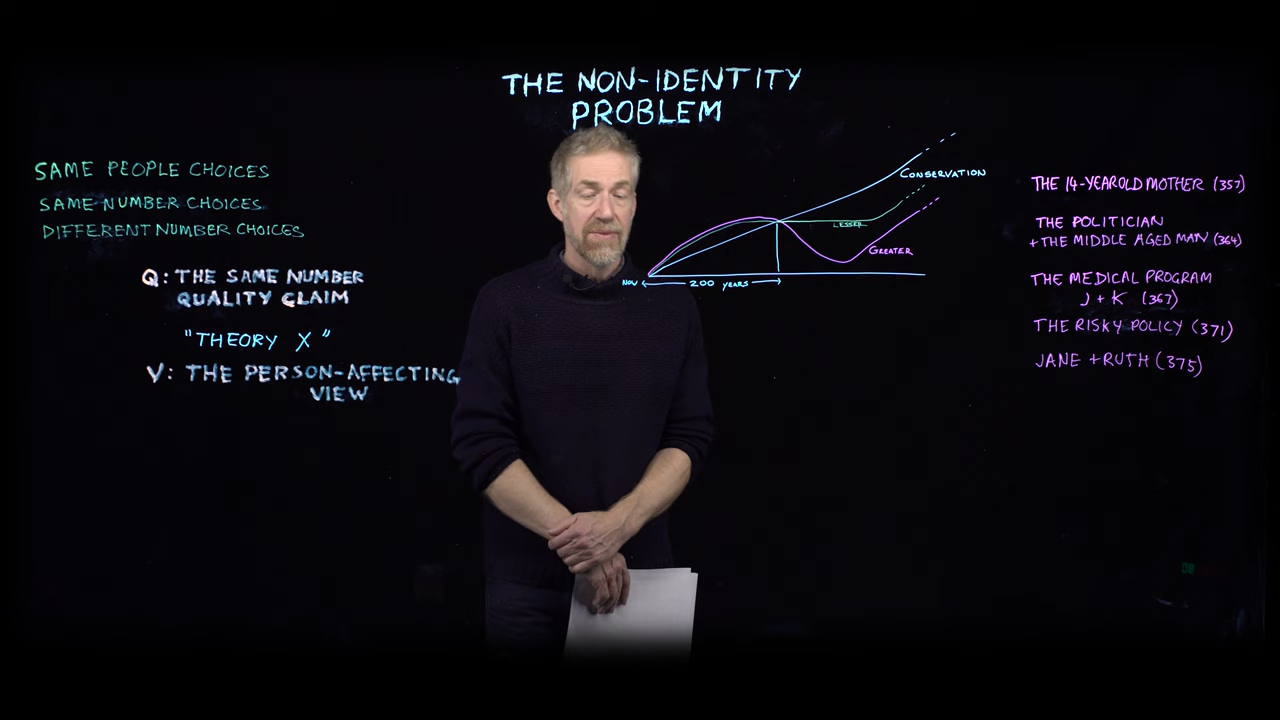 THE NON-IDENTITY
PROBLEM
SAME PEOPLE CHOICES
SAME NUMBER CHOICES
DIFFERENT NUMBER CHOICES
Q: THE SAME NUMBER
QUALITY CLAIM
"THEORY X"
V: THE PERSON-AFFECTING
VIEW
CONSERVATION
LESSER
GREATER
NOW
200 YEARS
THE 14-YEAR OLD MOTHER (357)
THE POLITICIAN
+ THE MIDDLE AGED MAN (364)
THE MEDICAL PROGRAM
J + K (367)
THE RISKY POLICY (371)
JANE + RUTH (375)